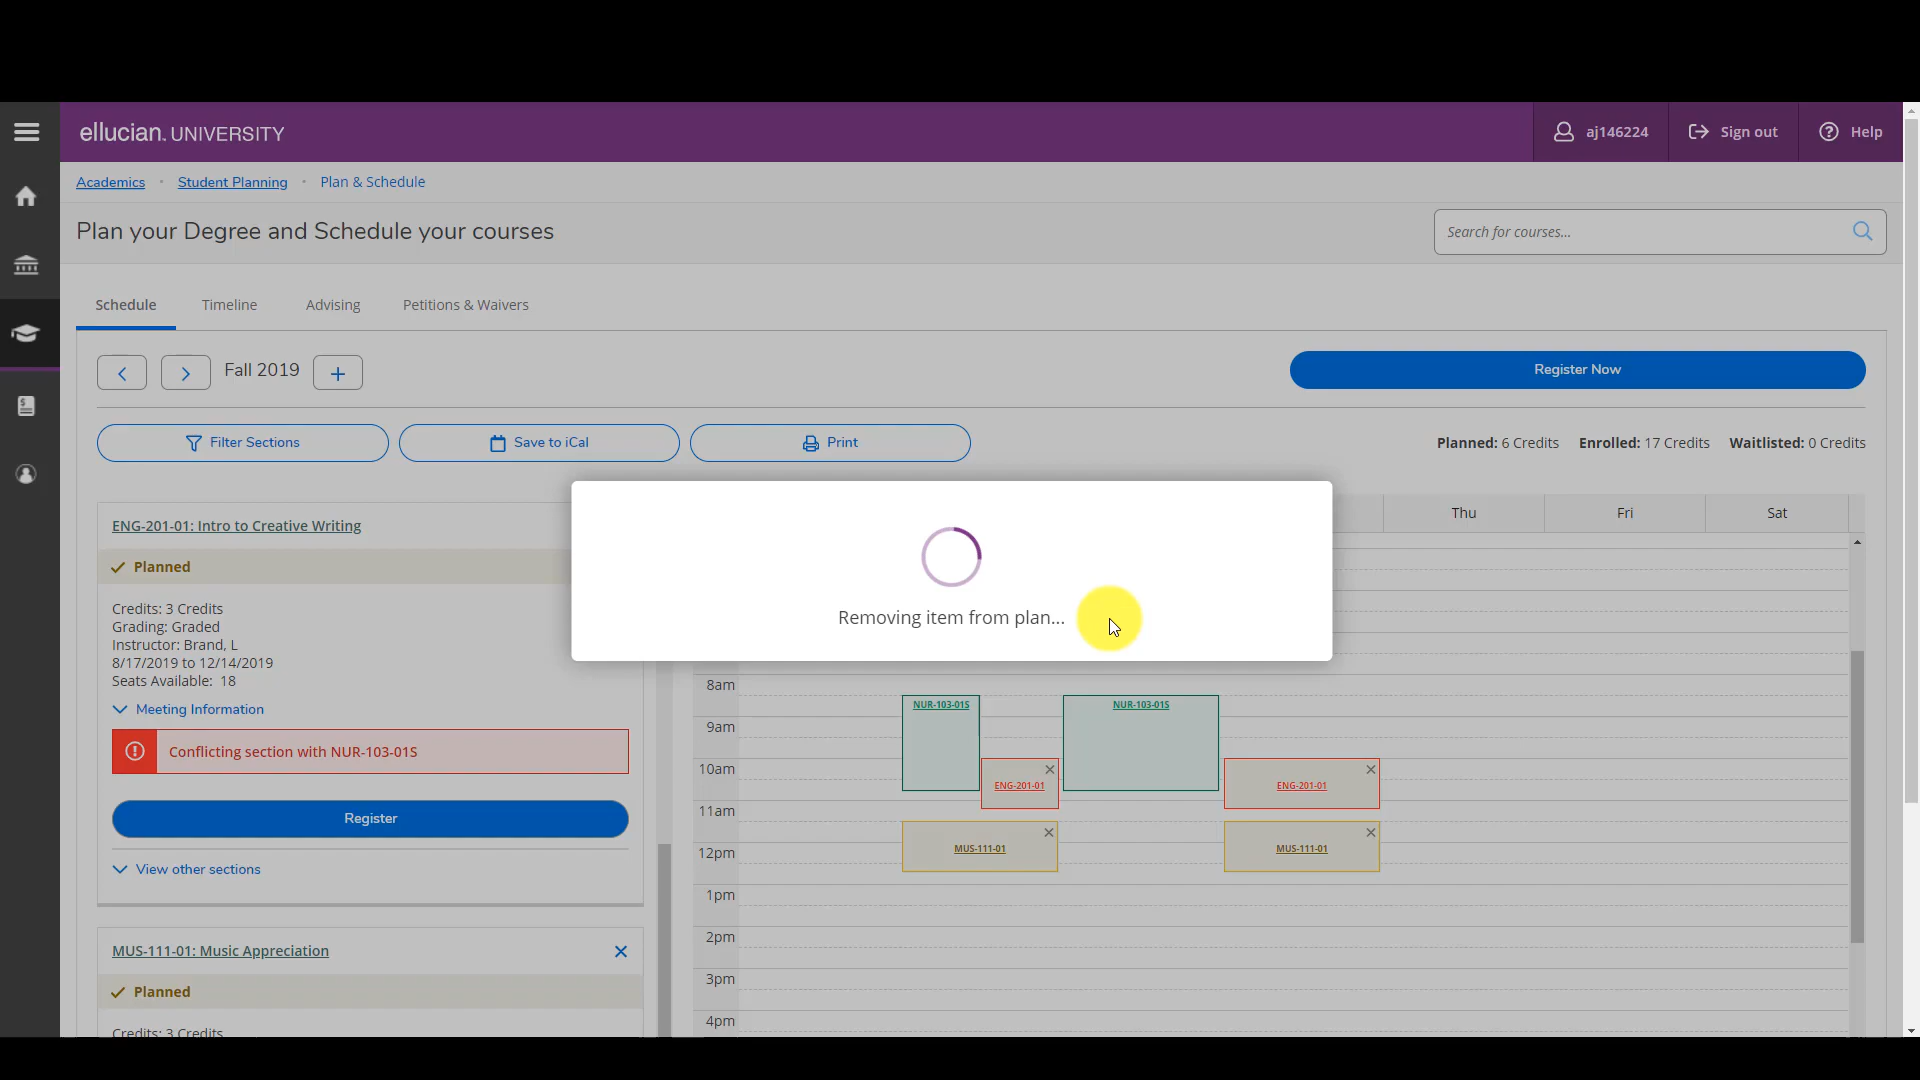 ellucian. UNIVERSITY
aj146224
Sign out
Help
Academics
Student Planning
Plan & Schedule
Plan your Degree and Schedule your courses
Search for courses...
Schedule
Timeline
Advising
Petitions & Waivers
Fall 2019
Register Now
Filter Sections
Save to iCal
Print
Planned: 6 Credits
Enrolled: 17 Credits
Waitlisted: 0 Credits
ENG-201-01: Intro to Creative Writing
Planned
Credits: 3 Credits
Grading: Graded
Instructor: Brand, L
8/17/2019 to 12/14/2019
Seats Available: 18
Meeting Information
Conflicting section with NUR-103-01S
Register
View other sections
MUS-111-01: Music Appreciation
Planned
Credits: 3 Credits
Removing item from plan...
Thu
Fri
Sat
8am
NUR-103-01S
NUR-103-01S
9am
10am
ENG-201-01
ENG-201-01
11am
MUS-111-01
MUS-111-01
12pm
1pm
2pm
3pm
4pm